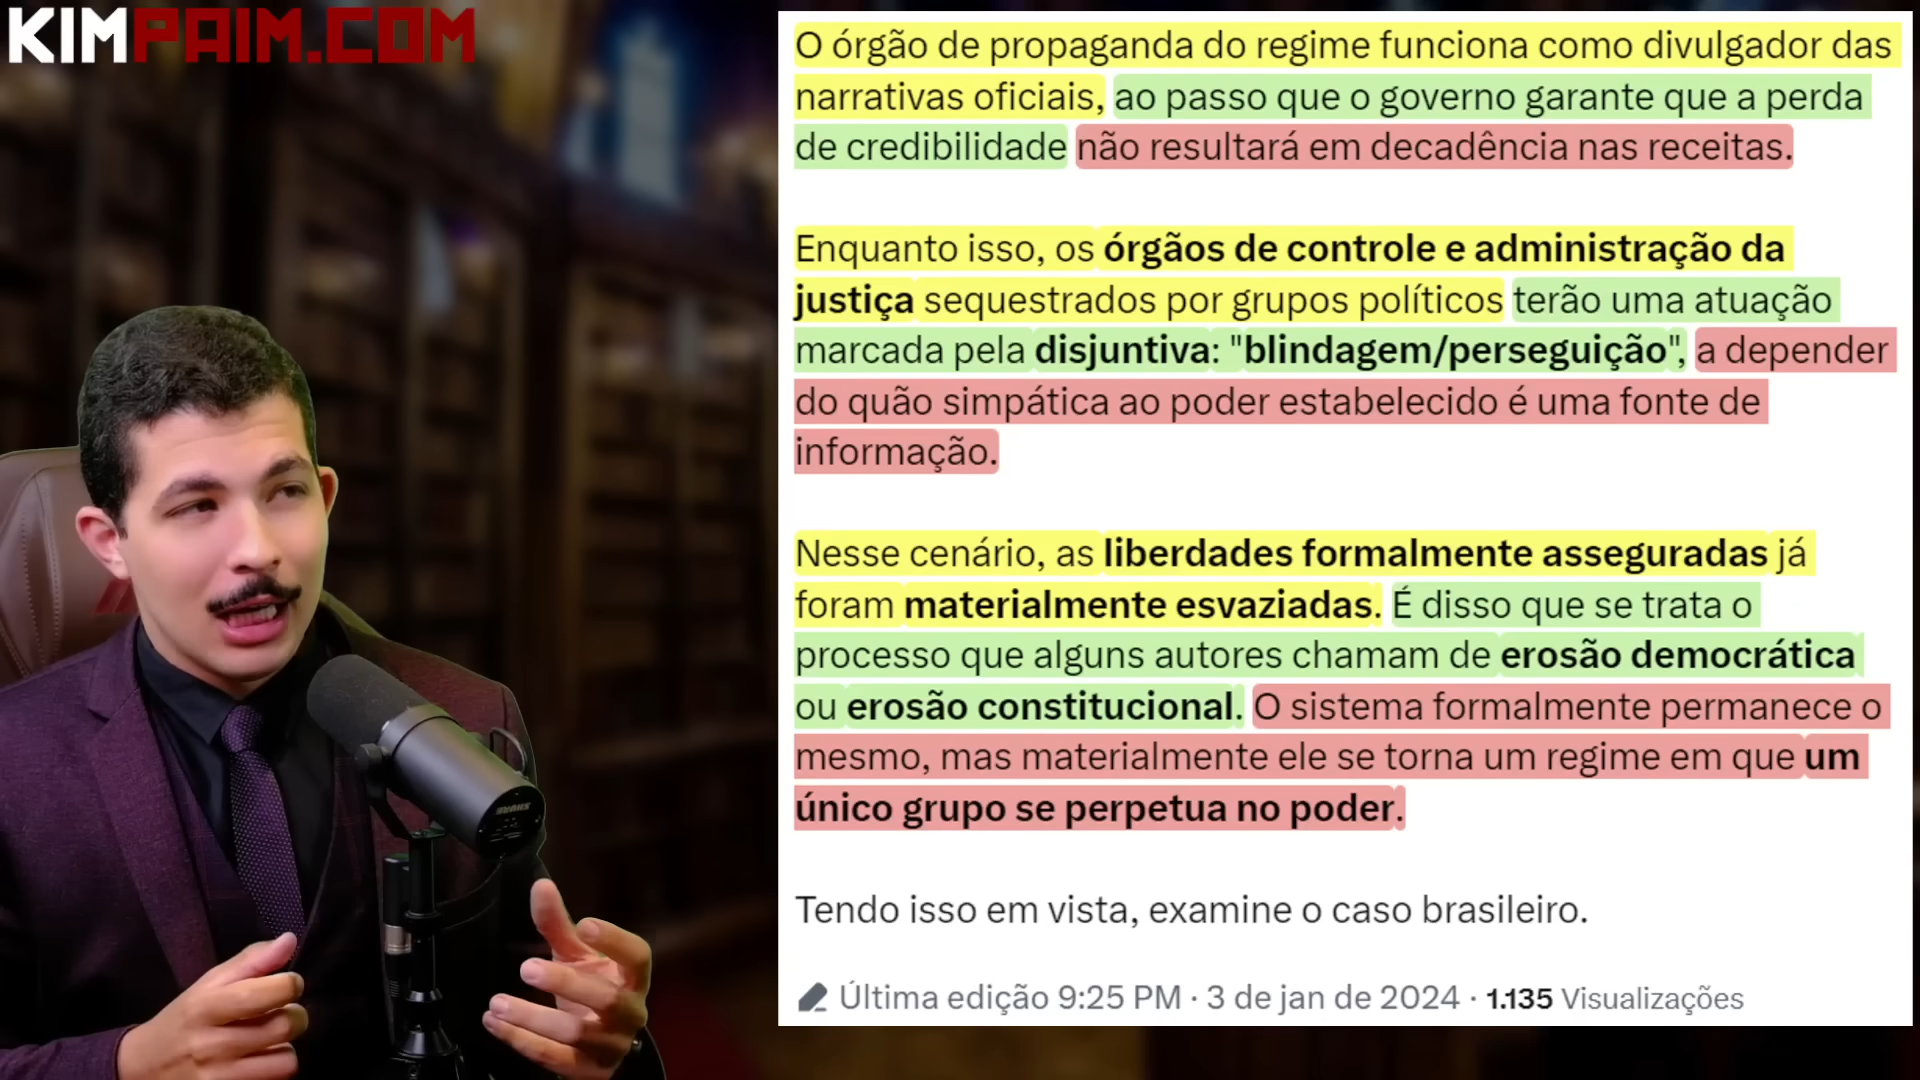 KIMPAIM.COM
O órgão de propaganda do regime funciona como divulgador das
narrativas oficiais, ao passo que o governo garante que a perda
de credibilidade não resultará em decadência nas receitas.
Enquanto isso, os órgãos de controle e administração da
justiça sequestrados por grupos políticos terão uma atuação
marcada pela disjuntiva: "blindagem/perseguição", a depender
do quão simpática ao poder estabelecido é uma fonte de
informação.
Nesse cenário, as liberdades formalmente asseguradas já
foram materialmente esvaziadas. É disso que se trata o
processo que alguns autores chamam de erosão democrática
ou erosão constitucional. O sistema formalmente permanece o
mesmo, mas materialmente ele se torna um regime em que um
único grupo se perpetua no poder.
Tendo isso em vista, examine o caso brasileiro.
Última edição 9:25 PM · 3 de jan de 2024 · 1.135 Visualizações
SHURE